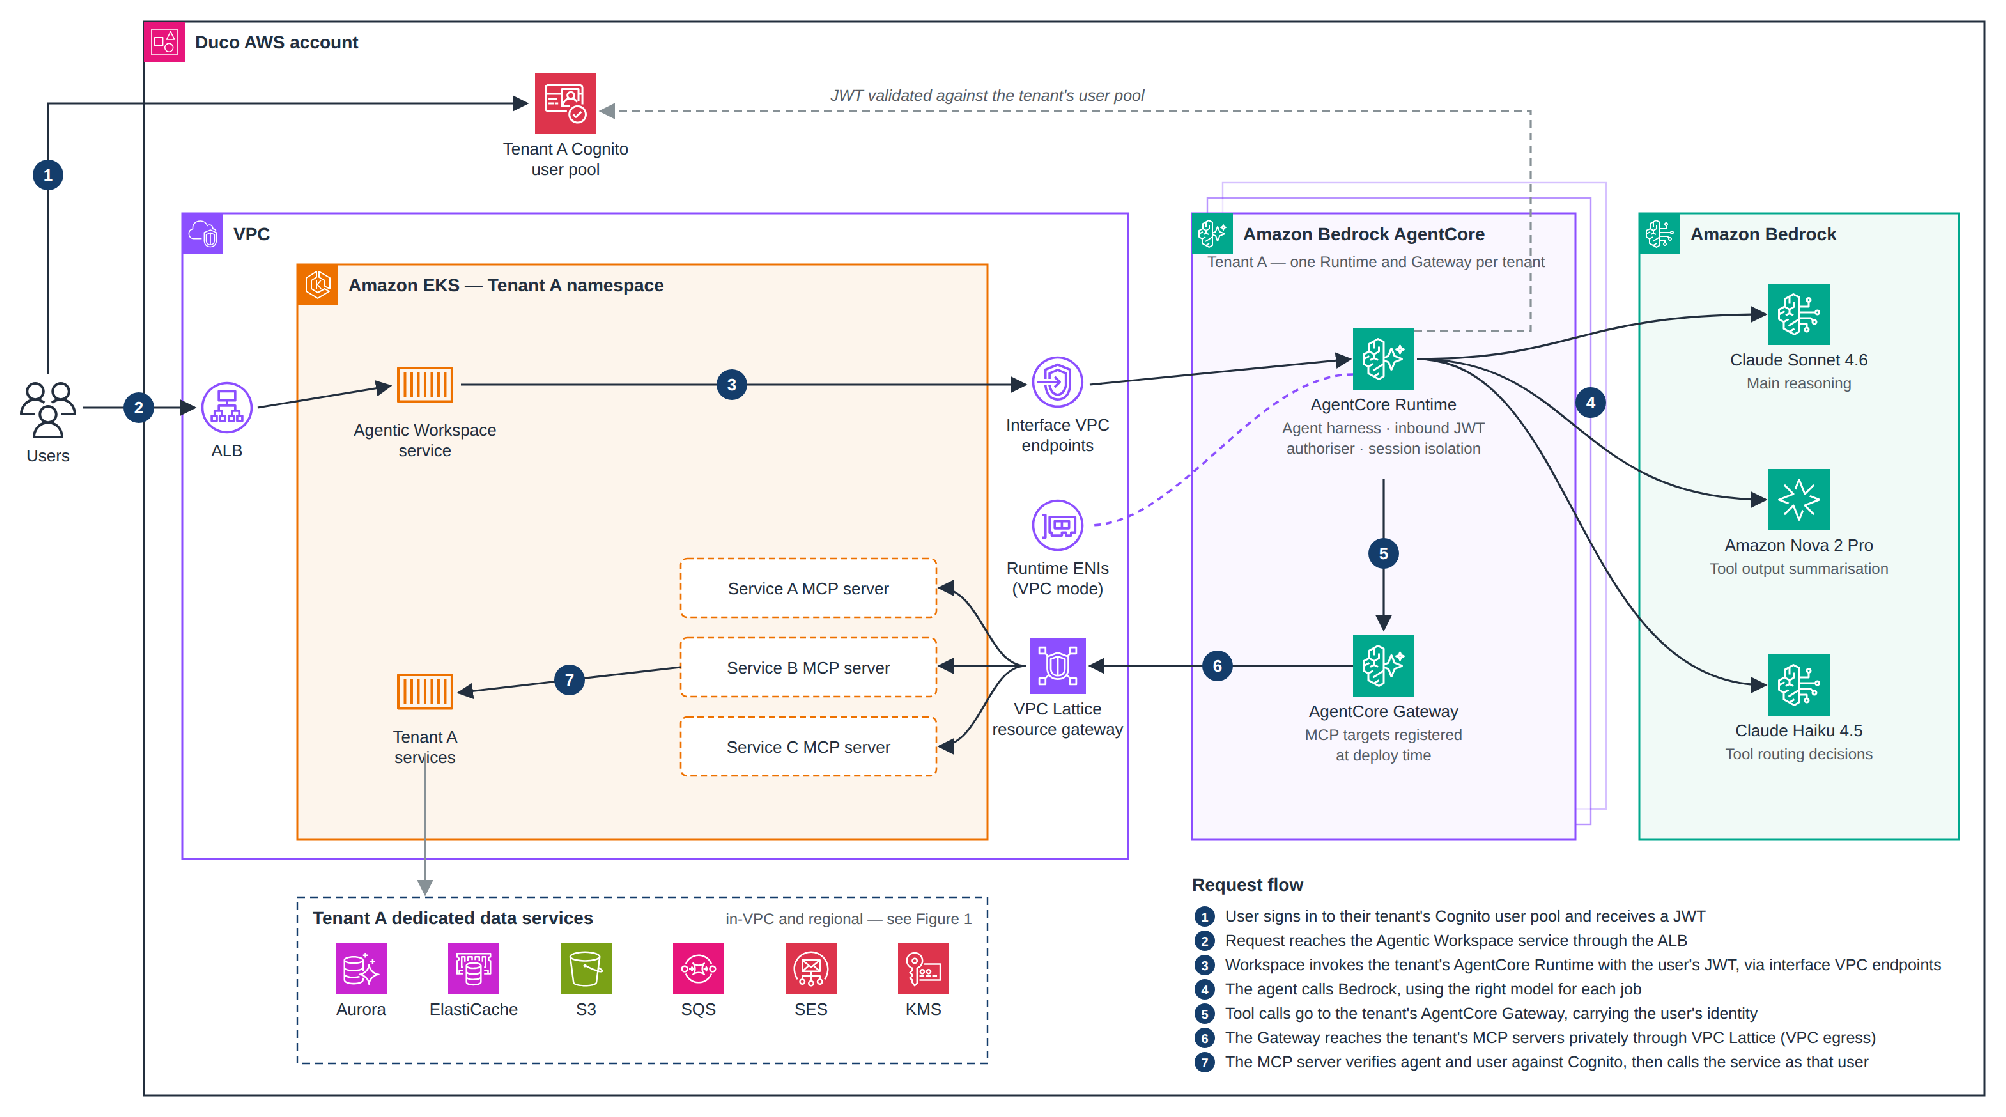 Duco AWS account
JWT validated against the tenant's user pool
Tenant A Cognito
user pool
1
VPC
Amazon EKS — Tenant A namespace
Amazon Bedrock AgentCore
Tenant A — one Runtime and Gateway per tenant
Amazon Bedrock
Users
2
ALB
Agentic Workspace
service
3
Interface VPC
endpoints
Runtime ENIs
(VPC mode)
AgentCore Runtime
Agent harness · inbound JWT
authoriser · session isolation
4
Claude Sonnet 4.6
Main reasoning
Amazon Nova 2 Pro
Tool output summarisation
Claude Haiku 4.5
Tool routing decisions
5
AgentCore Gateway
MCP targets registered
at deploy time
6
VPC Lattice
resource gateway
Service A MCP server
Service B MCP server
Service C MCP server
7
Tenant A
services
Tenant A dedicated data services
in-VPC and regional — see Figure 1
Aurora
ElastiCache
S3
SQS
SES
KMS
Request flow
1 User signs in to their tenant's Cognito user pool and receives a JWT
2 Request reaches the Agentic Workspace service through the ALB
3 Workspace invokes the tenant's AgentCore Runtime with the user's JWT, via interface VPC endpoints
4 The agent calls Bedrock, using the right model for each job
5 Tool calls go to the tenant's AgentCore Gateway, carrying the user's identity
6 The Gateway reaches the tenant's MCP servers privately through VPC Lattice (VPC egress)
7 The MCP server verifies agent and user against Cognito, then calls the service as that user